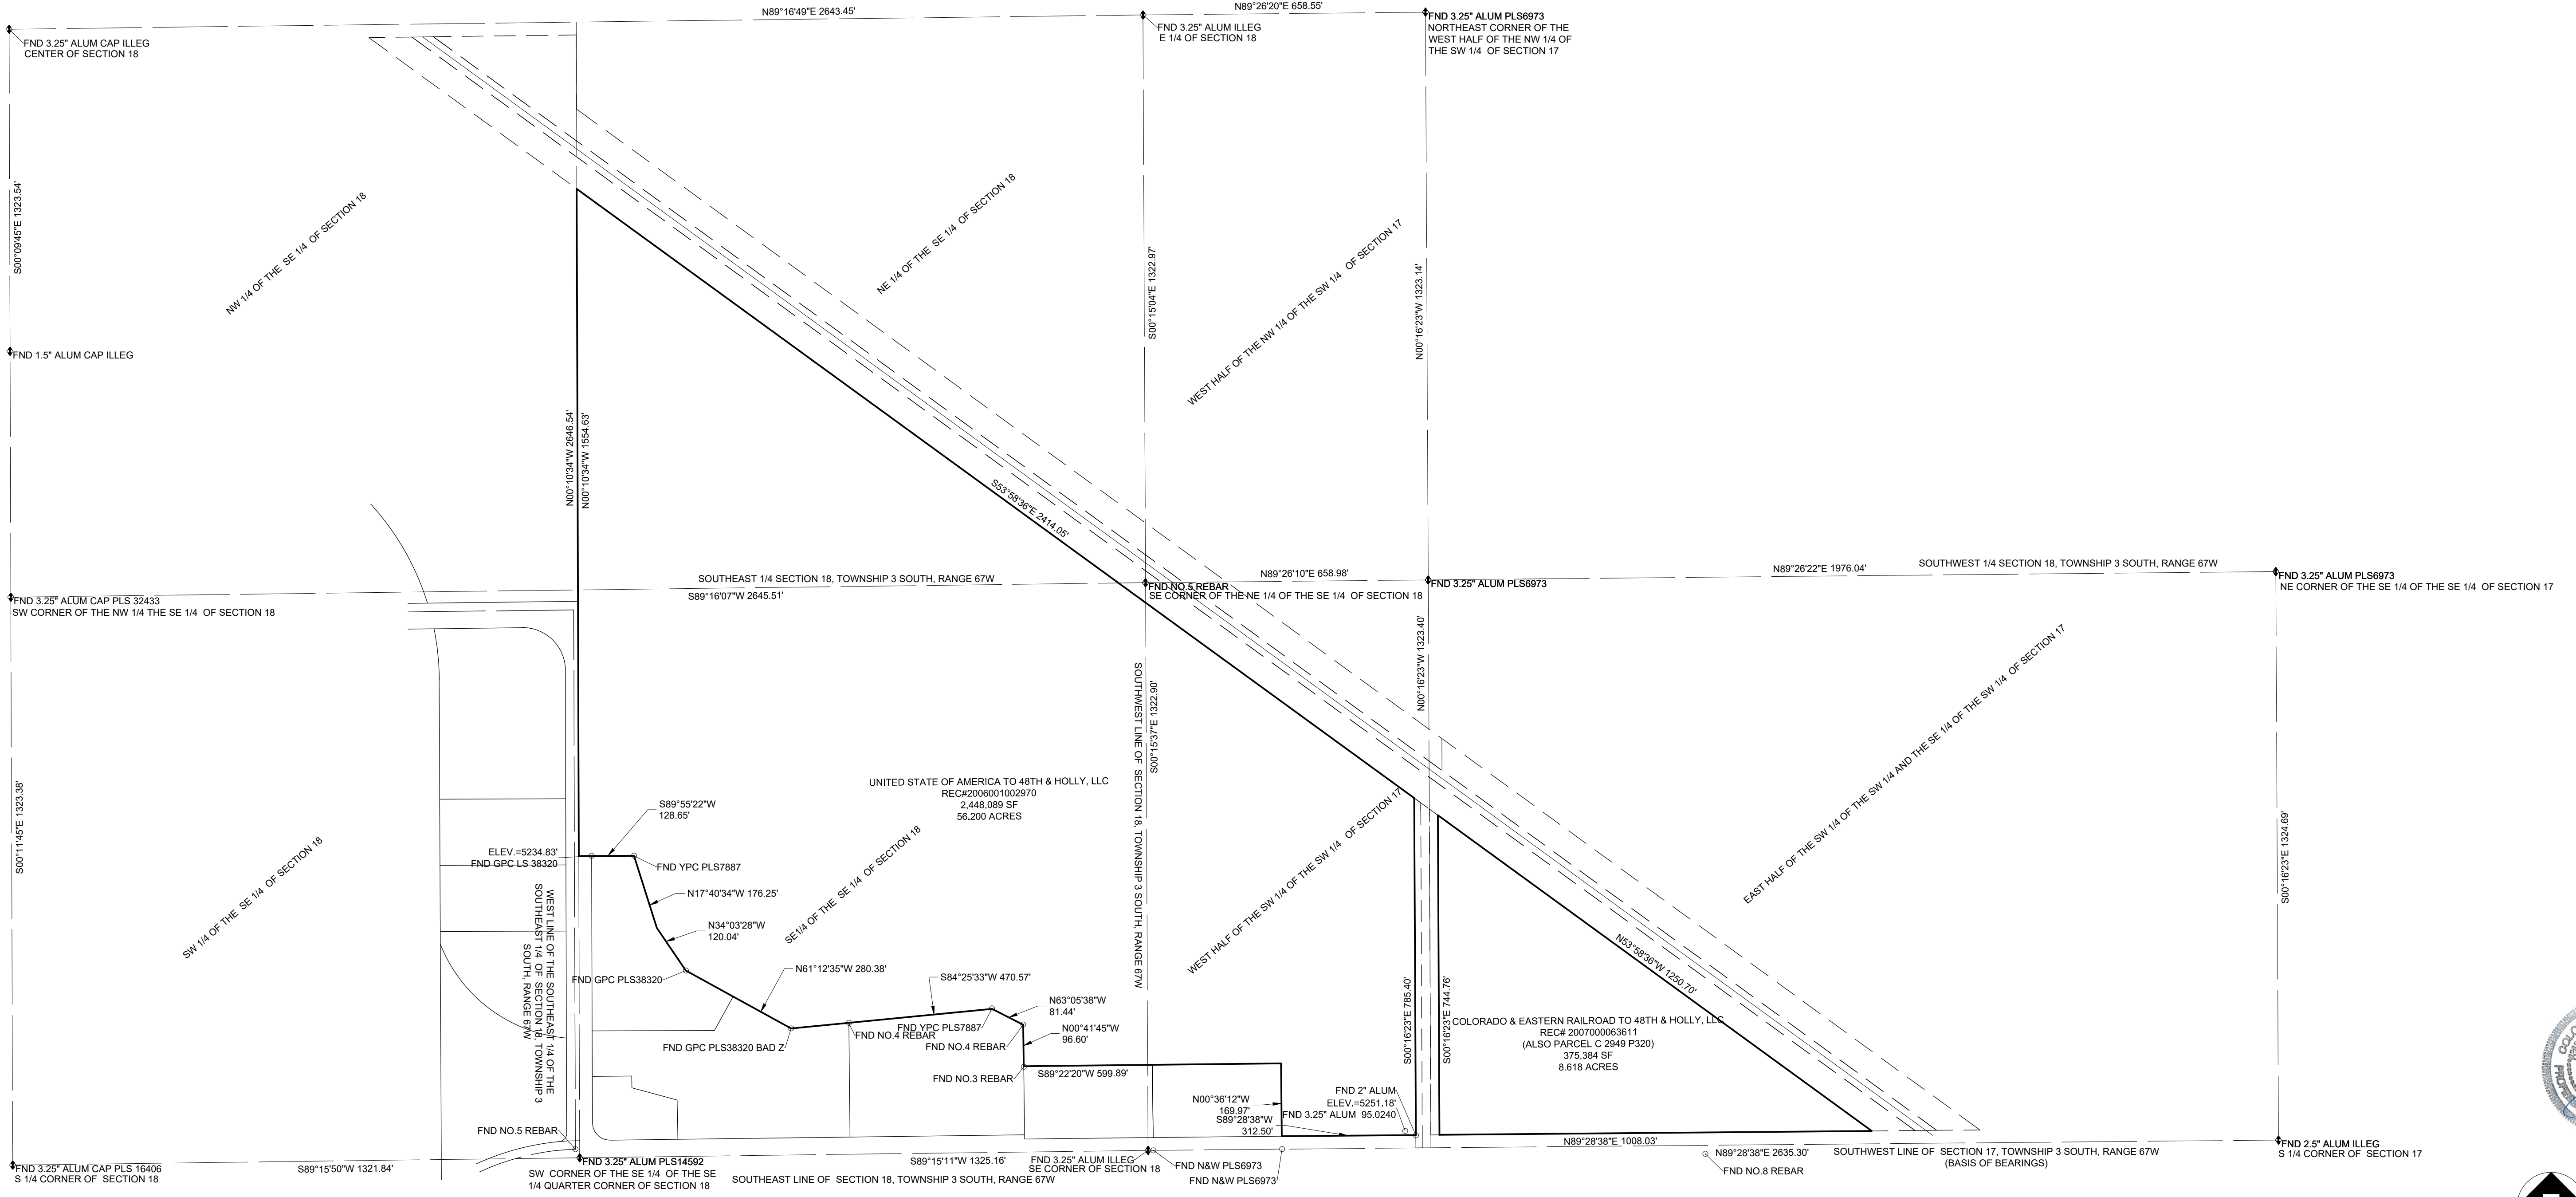 N89°16'49"E 2643.45'
N89°26'20"E 658.55'
FND 3.25" ALUM CAP ILLEG
CENTER OF SECTION 18
FND 3.25" ALUM ILLEG
E 1/4 OF SECTION 18
FND 3.25" ALUM PLS6973
NORTHEAST CORNER OF THE
WEST HALF OF THE NW 1/4 OF
THE SW 1/4 OF SECTION 17
S00°09'45"E 1323.54'
NW 1/4 OF THE SE 1/4 OF SECTION 18
NE 1/4 OF THE SE 1/4 OF SECTION 18
S00°15'04"E 1322.97'
WEST HALF OF THE NW 1/4 OF SECTION 17
N00°16'23"W 1323.14'
FND 1.5" ALUM CAP ILLEG
N00°10'34"W 2646.54'
N00°10'34"W 1554.63'
S53°58'36"E 2414.05'
SOUTHEAST 1/4 SECTION 18, TOWNSHIP 3 SOUTH, RANGE 67W
S89°16'07"W 2645.51'
FND NO.5 REBAR
SE CORNER OF THE NE 1/4 OF THE SE 1/4 OF SECTION 18
N89°26'10"E 658.98'
FND 3.25" ALUM PLS6973
N89°26'22"E 1976.04'
SOUTHWEST 1/4 SECTION 18, TOWNSHIP 3 SOUTH, RANGE 67W
FND 3.25" ALUM PLS6973
NE CORNER OF THE SE 1/4 OF THE SE 1/4 OF SECTION 17
FND 3.25" ALUM CAP PLS 32433
SW CORNER OF THE NW 1/4 THE SE 1/4 OF SECTION 18
N00°16'23"W 1323.40'
SOUTHWEST LINE OF SECTION 18, TOWNSHIP 3 SOUTH, RANGE 67W
S00°15'37"E 1322.90'
EAST HALF OF THE SW 1/4 AND THE SE 1/4 OF THE SW 1/4 OF SECTION 17
UNITED STATE OF AMERICA TO 48TH & HOLLY, LLC
REC#2006001002970
2,448,089 SF
56.200 ACRES
S00°11'45"E 1323.38'
SW 1/4 OF THE SE 1/4 OF SECTION 18
S89°55'22"W
128.65'
ELEV.=5234.83'
FND GPC LS 38320
FND YPC PLS7887
N17°40'34"W 176.25'
N34°03'28"W
120.04'
SE1/4 OF THE SE 1/4 OF SECTION 18
WEST HALF OF THE SW 1/4 OF THE SW 1/4 OF SECTION 17
S00°16'23"E 1324.69'
WEST LINE OF THE SOUTHEAST 1/4 OF THE
SOUTHEAST 1/4 OF SECTION 18, TOWNSHIP 3
SOUTH, RANGE 67W
FND GPC PLS38320
N61°12'35"W 280.38'
S84°25'33"W 470.57'
N63°05'38"W
81.44'
N00°41'45"W
96.60'
FND GPC PLS38320 BAD Z
FND NO.4 REBAR
FND YPC PLS7887
FND NO.4 REBAR
FND NO.3 REBAR
S89°22'20"W 599.89'
N00°36'12"W
169.97'
S89°28'38"W
312.50'
S00°16'23"E 785.40'
S00°16'23"E 744.76'
N53°58'36"W 1250.70'
COLORADO & EASTERN RAILROAD TO 48TH & HOLLY, LLC
REC# 2007000063611
(ALSO PARCEL C 2949 P320)
375,384 SF
8.618 ACRES
FND 2" ALUM
ELEV.=5251.18'
FND 3.25" ALUM 95.0240
N89°28'38"E 1008.03'
FND NO.5 REBAR
FND 3.25" ALUM CAP PLS 16406
S 1/4 CORNER OF SECTION 18
S89°15'50"W 1321.84'
FND 3.25" ALUM PLS14592
SW CORNER OF THE SE 1/4 OF THE SE
1/4 QUARTER CORNER OF SECTION 18
S89°15'11"W 1325.16'
SOUTHEAST LINE OF SECTION 18, TOWNSHIP 3 SOUTH, RANGE 67W
FND 3.25" ALUM ILLEG
SE CORNER OF SECTION 18
FND N&W PLS6973
FND N&W PLS6973
N89°28'38"E 2635.30'
FND NO.8 REBAR
SOUTHWEST LINE OF SECTION 17, TOWNSHIP 3 SOUTH, RANGE 67W
(BASIS OF BEARINGS)
FND 2.5" ALUM ILLEG
S 1/4 CORNER OF SECTION 17